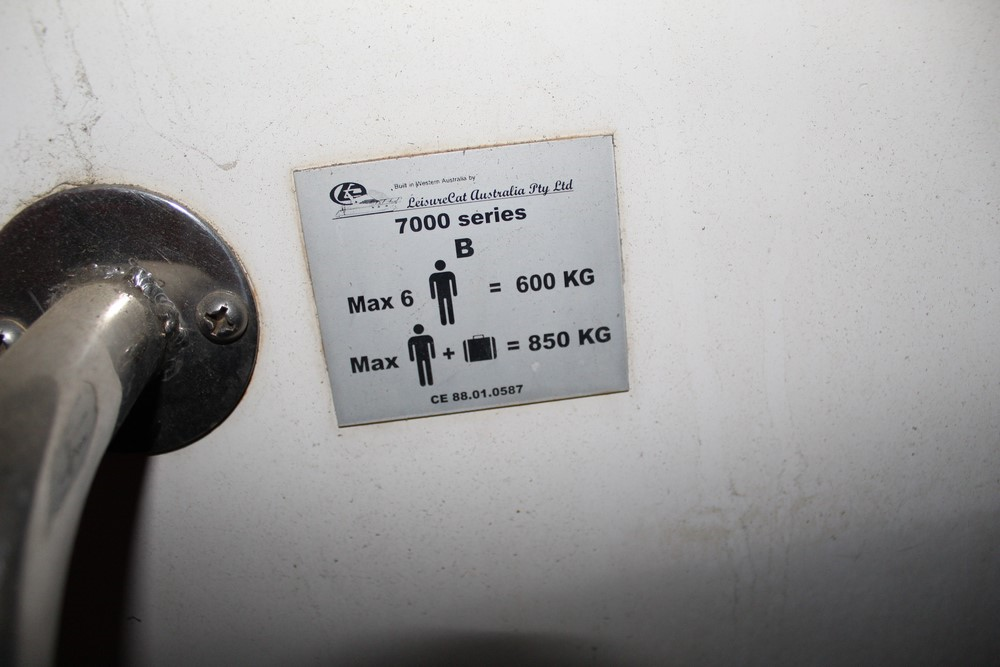 Built in Western Australia by
LeisureCat Australia Pty Ltd
7000 series
B
Max 6 = 600 KG
Max + = 850 KG
CE 88.01.0587